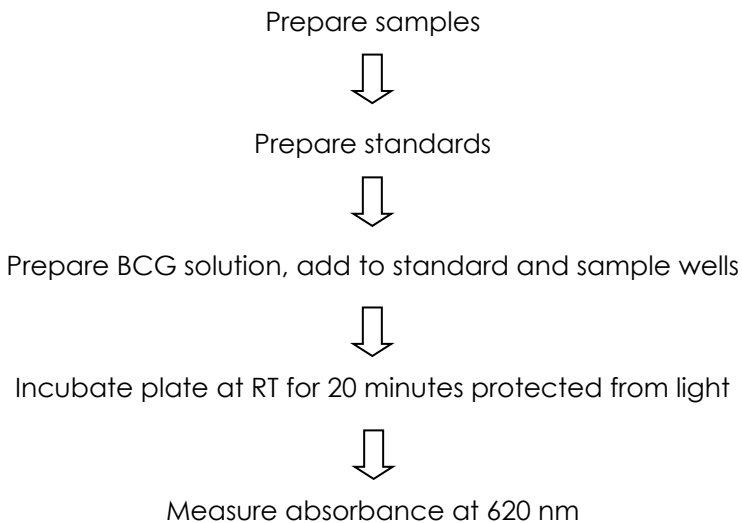 Prepare samples
Prepare standards
Prepare BCG solution, add to standard and sample wells
Incubate plate at RT for 20 minutes protected from light
Measure absorbance at 620 nm